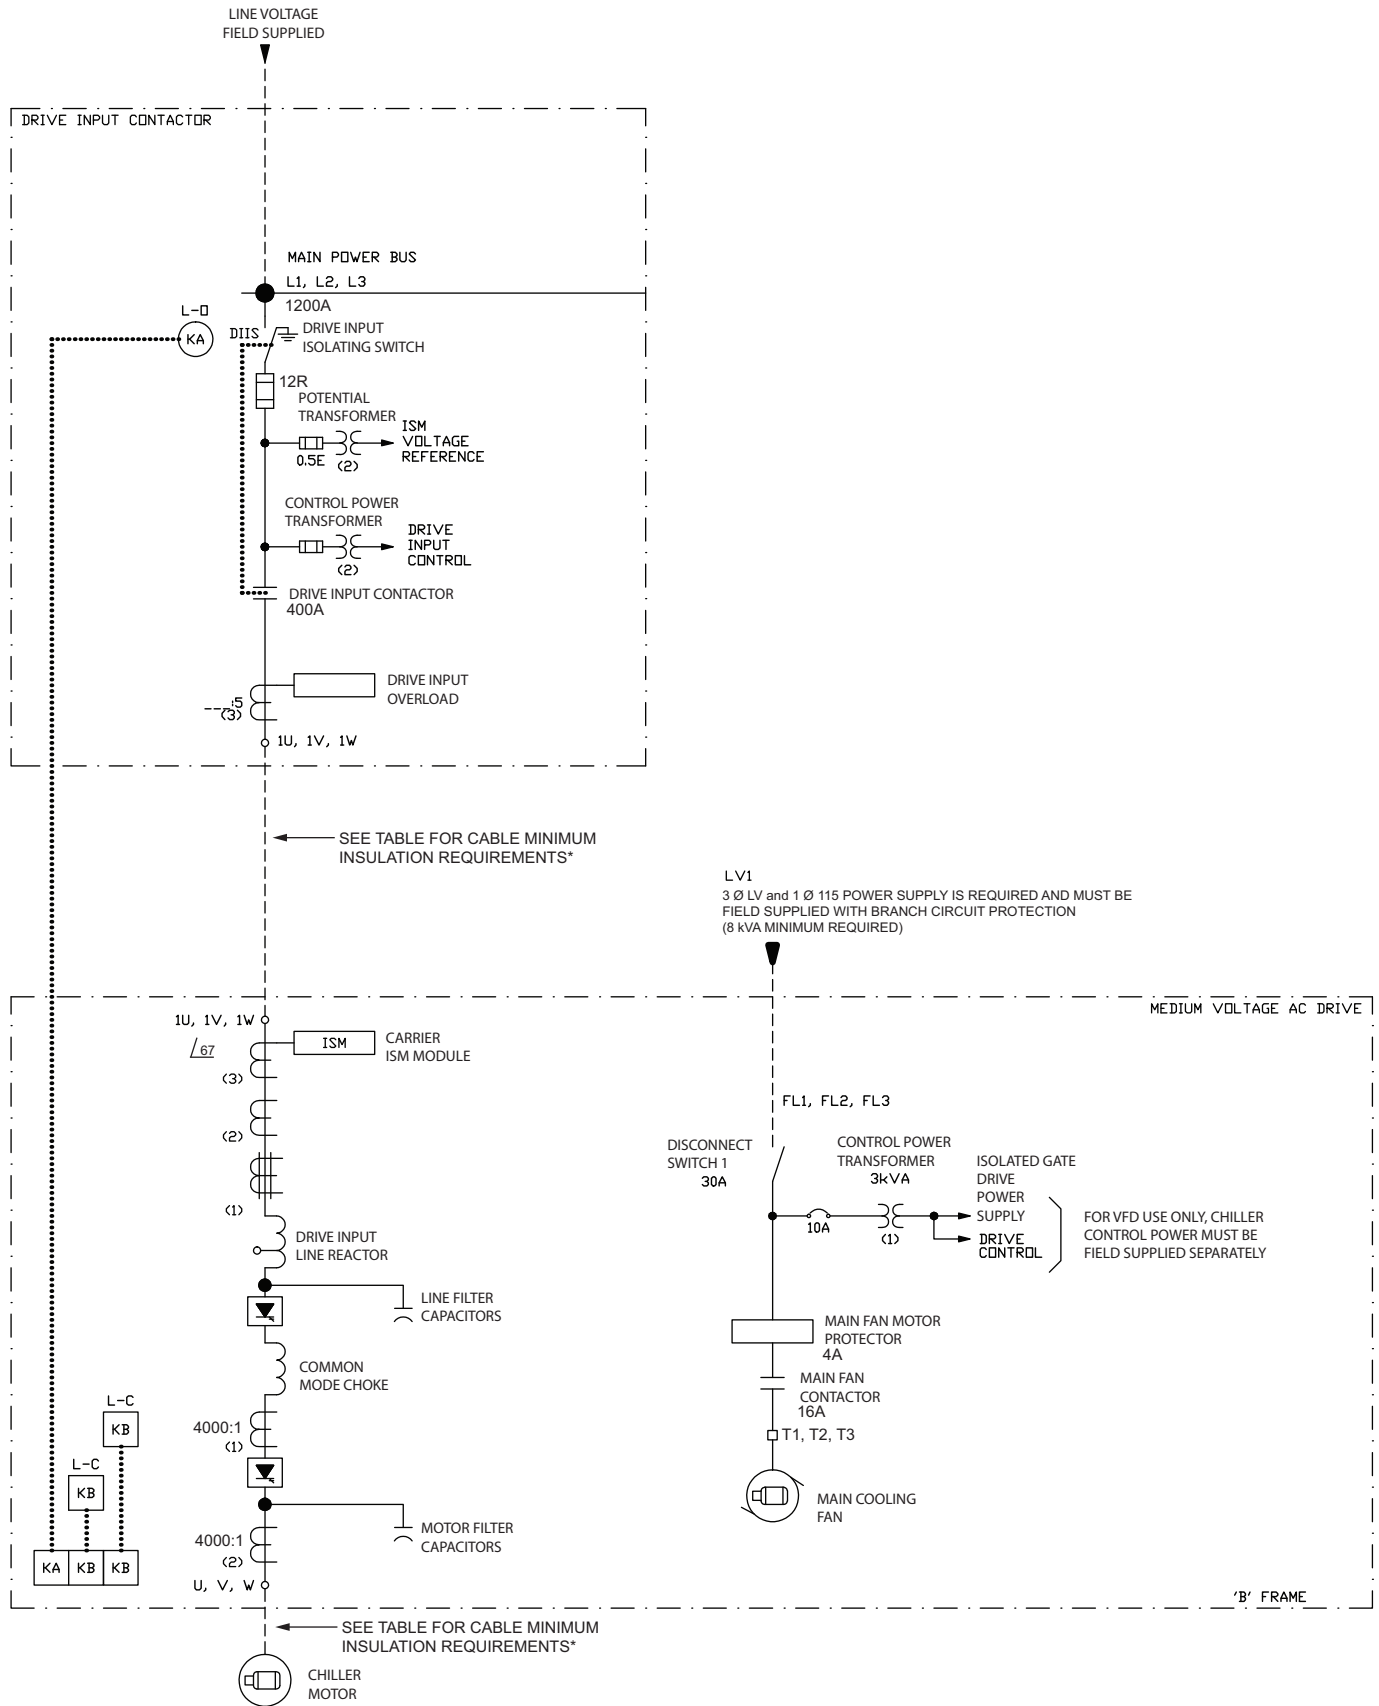 LINE VOLTAGE
FIELD SUPPLIED
DRIVE INPUT CONTACTOR
MAIN POWER BUS
L1, L2, L3
1200A
L-O
KA
DIIS
DRIVE INPUT
ISOLATING SWITCH
12R
POTENTIAL
TRANSFORMER
ISM
VOLTAGE
REFERENCE
0.5E
(2)
CONTROL POWER
TRANSFORMER
DRIVE
INPUT
CONTROL
(2)
DRIVE INPUT CONTACTOR
400A
DRIVE INPUT
OVERLOAD
---:5
(3)
1U, 1V, 1W
SEE TABLE FOR CABLE MINIMUM
INSULATION REQUIREMENTS*
LV1
3 Ø LV and 1 Ø 115 POWER SUPPLY IS REQUIRED AND MUST BE
FIELD SUPPLIED WITH BRANCH CIRCUIT PROTECTION
(8 kVA MINIMUM REQUIRED)
MEDIUM VOLTAGE AC DRIVE
1U, 1V, 1W
67
ISM
CARRIER
ISM MODULE
(3)
(2)
(1)
DRIVE INPUT
LINE REACTOR
LINE FILTER
CAPACITORS
COMMON
MODE CHOKE
4000:1
(1)
L-C
KB
L-C
KB
MOTOR FILTER
CAPACITORS
4000:1
(2)
KA KB KB
U, V, W
FL1, FL2, FL3
DISCONNECT
SWITCH 1
30A
CONTROL POWER
TRANSFORMER
3kVA
10A
(1)
ISOLATED GATE
DRIVE
POWER
SUPPLY
DRIVE
CONTROL
FOR VFD USE ONLY, CHILLER
CONTROL POWER MUST BE
FIELD SUPPLIED SEPARATELY
MAIN FAN MOTOR
PROTECTOR
4A
MAIN FAN
CONTACTOR
16A
T1, T2, T3
MAIN COOLING
FAN
'B' FRAME
SEE TABLE FOR CABLE MINIMUM
INSULATION REQUIREMENTS*
CHILLER
MOTOR